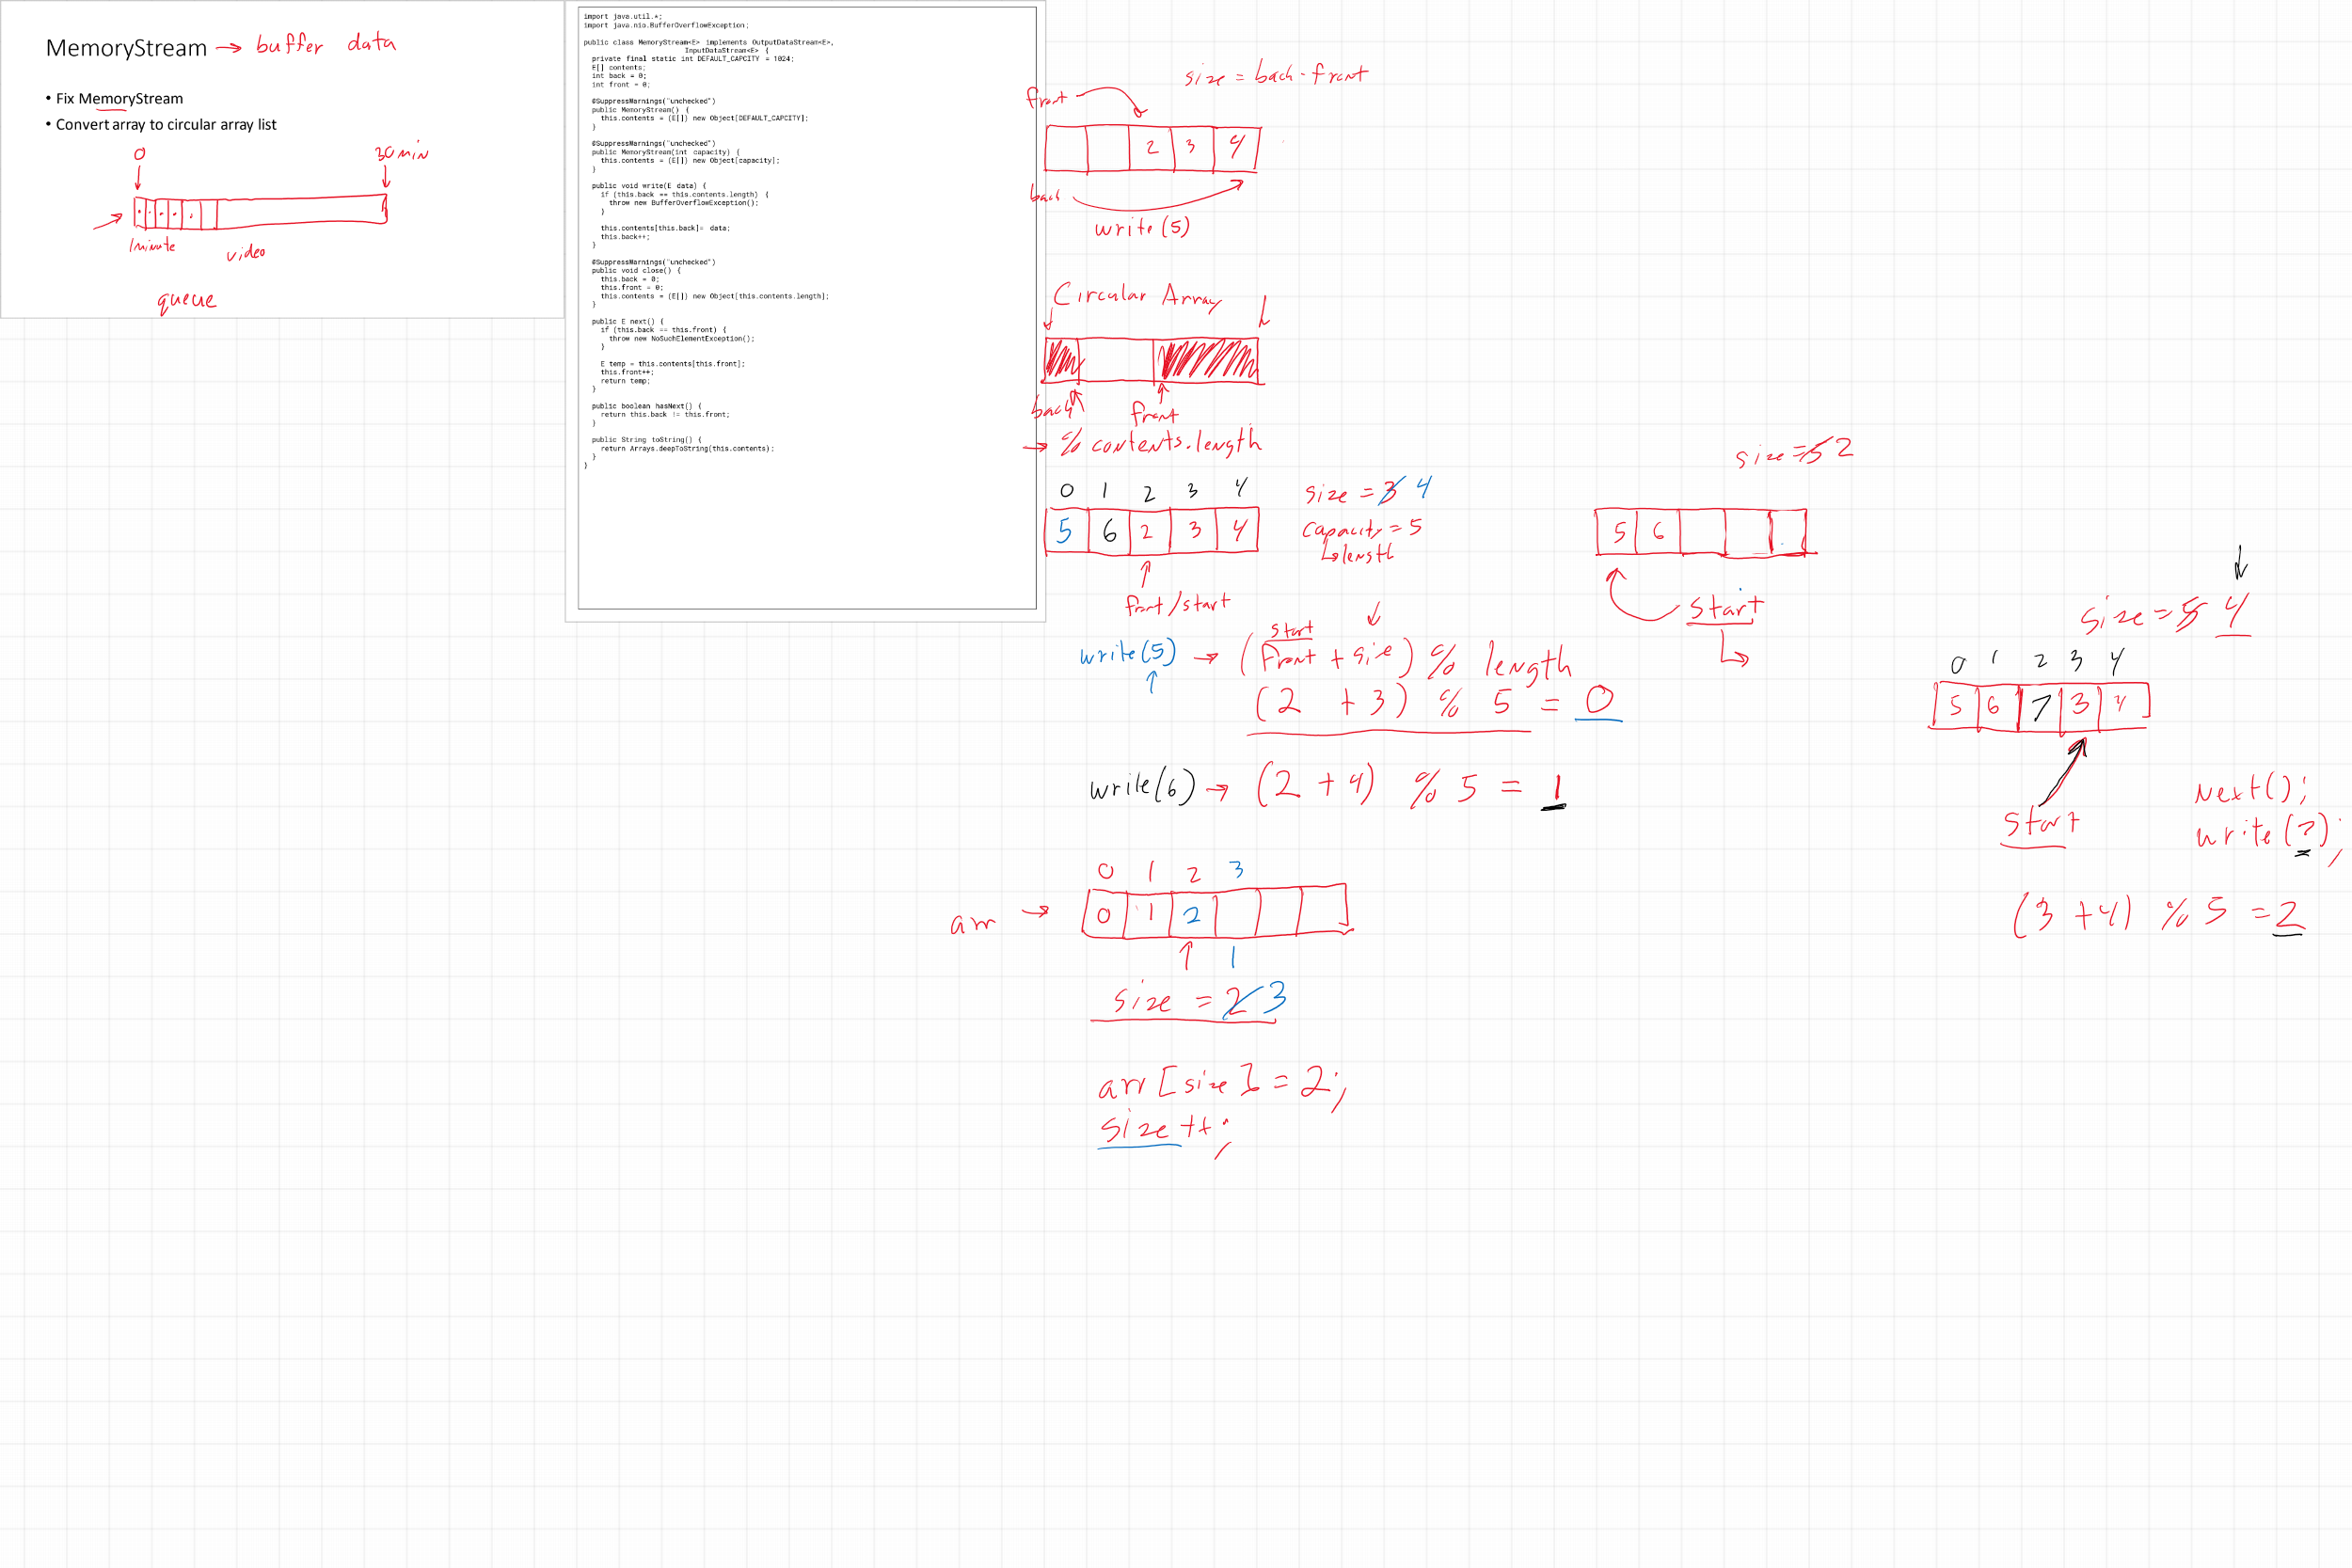 MemoryStream → buffer data
• Fix MemoryStream
• Convert array to circular array list
0
30 min
1 minute
video
queue
import java.util.*;
import java.nio.BufferOverflowException;
public class MemoryStream<E> implements OutputDataStream<E>,
InputDataStream<E> {
private final static int DEFAULT_CAPCITY = 1024;
E[] contents;
int back = 0;
int front = 0;
@SuppressWarnings("unchecked")
public MemoryStream() {
this.contents = (E[]) new Object[DEFAULT_CAPCITY];
}
@SuppressWarnings("unchecked")
public MemoryStream(int capacity) {
this.contents = (E[]) new Object[capacity];
}
public void write(E data) {
if (this.back == this.contents.length) {
throw new BufferOverflowException();
}
this.contents[this.back]= data;
this.back++;
}
@SuppressWarnings("unchecked")
public void close() {
this.back = 0;
this.front = 0;
this.contents = (E[]) new Object[this.contents.length];
}
public E next() {
if (this.back == this.front) {
throw new NoSuchElementException();
}
E temp = this.contents[this.front];
this.front++;
return temp;
}
public boolean hasNext() {
return this.back != this.front;
}
public String toString() {
return Arrays.deepToString(this.contents);
}
}
size = back - front
front
2 3 4
back
write(5)
Circular Array
back
front
→ % contents.length
0 1 2 3 4
5 6 2 3 4
front/start
size = 3 4
capacity = 5
↳ length
write(5) → (front + size) % length
start
(2 + 3) % 5 = 0
write(6) → (2 + 4) % 5 = 1
0 1 2 3
arr → 0 1 2
1
size = 2 3
arr[size] = 2;
size++;
size = 5 2
5 6
start
size = 5 4
0 1 2 3 4
5 6 7 3 4
start
next();
write(7);
(3 + 4) % 5 = 2